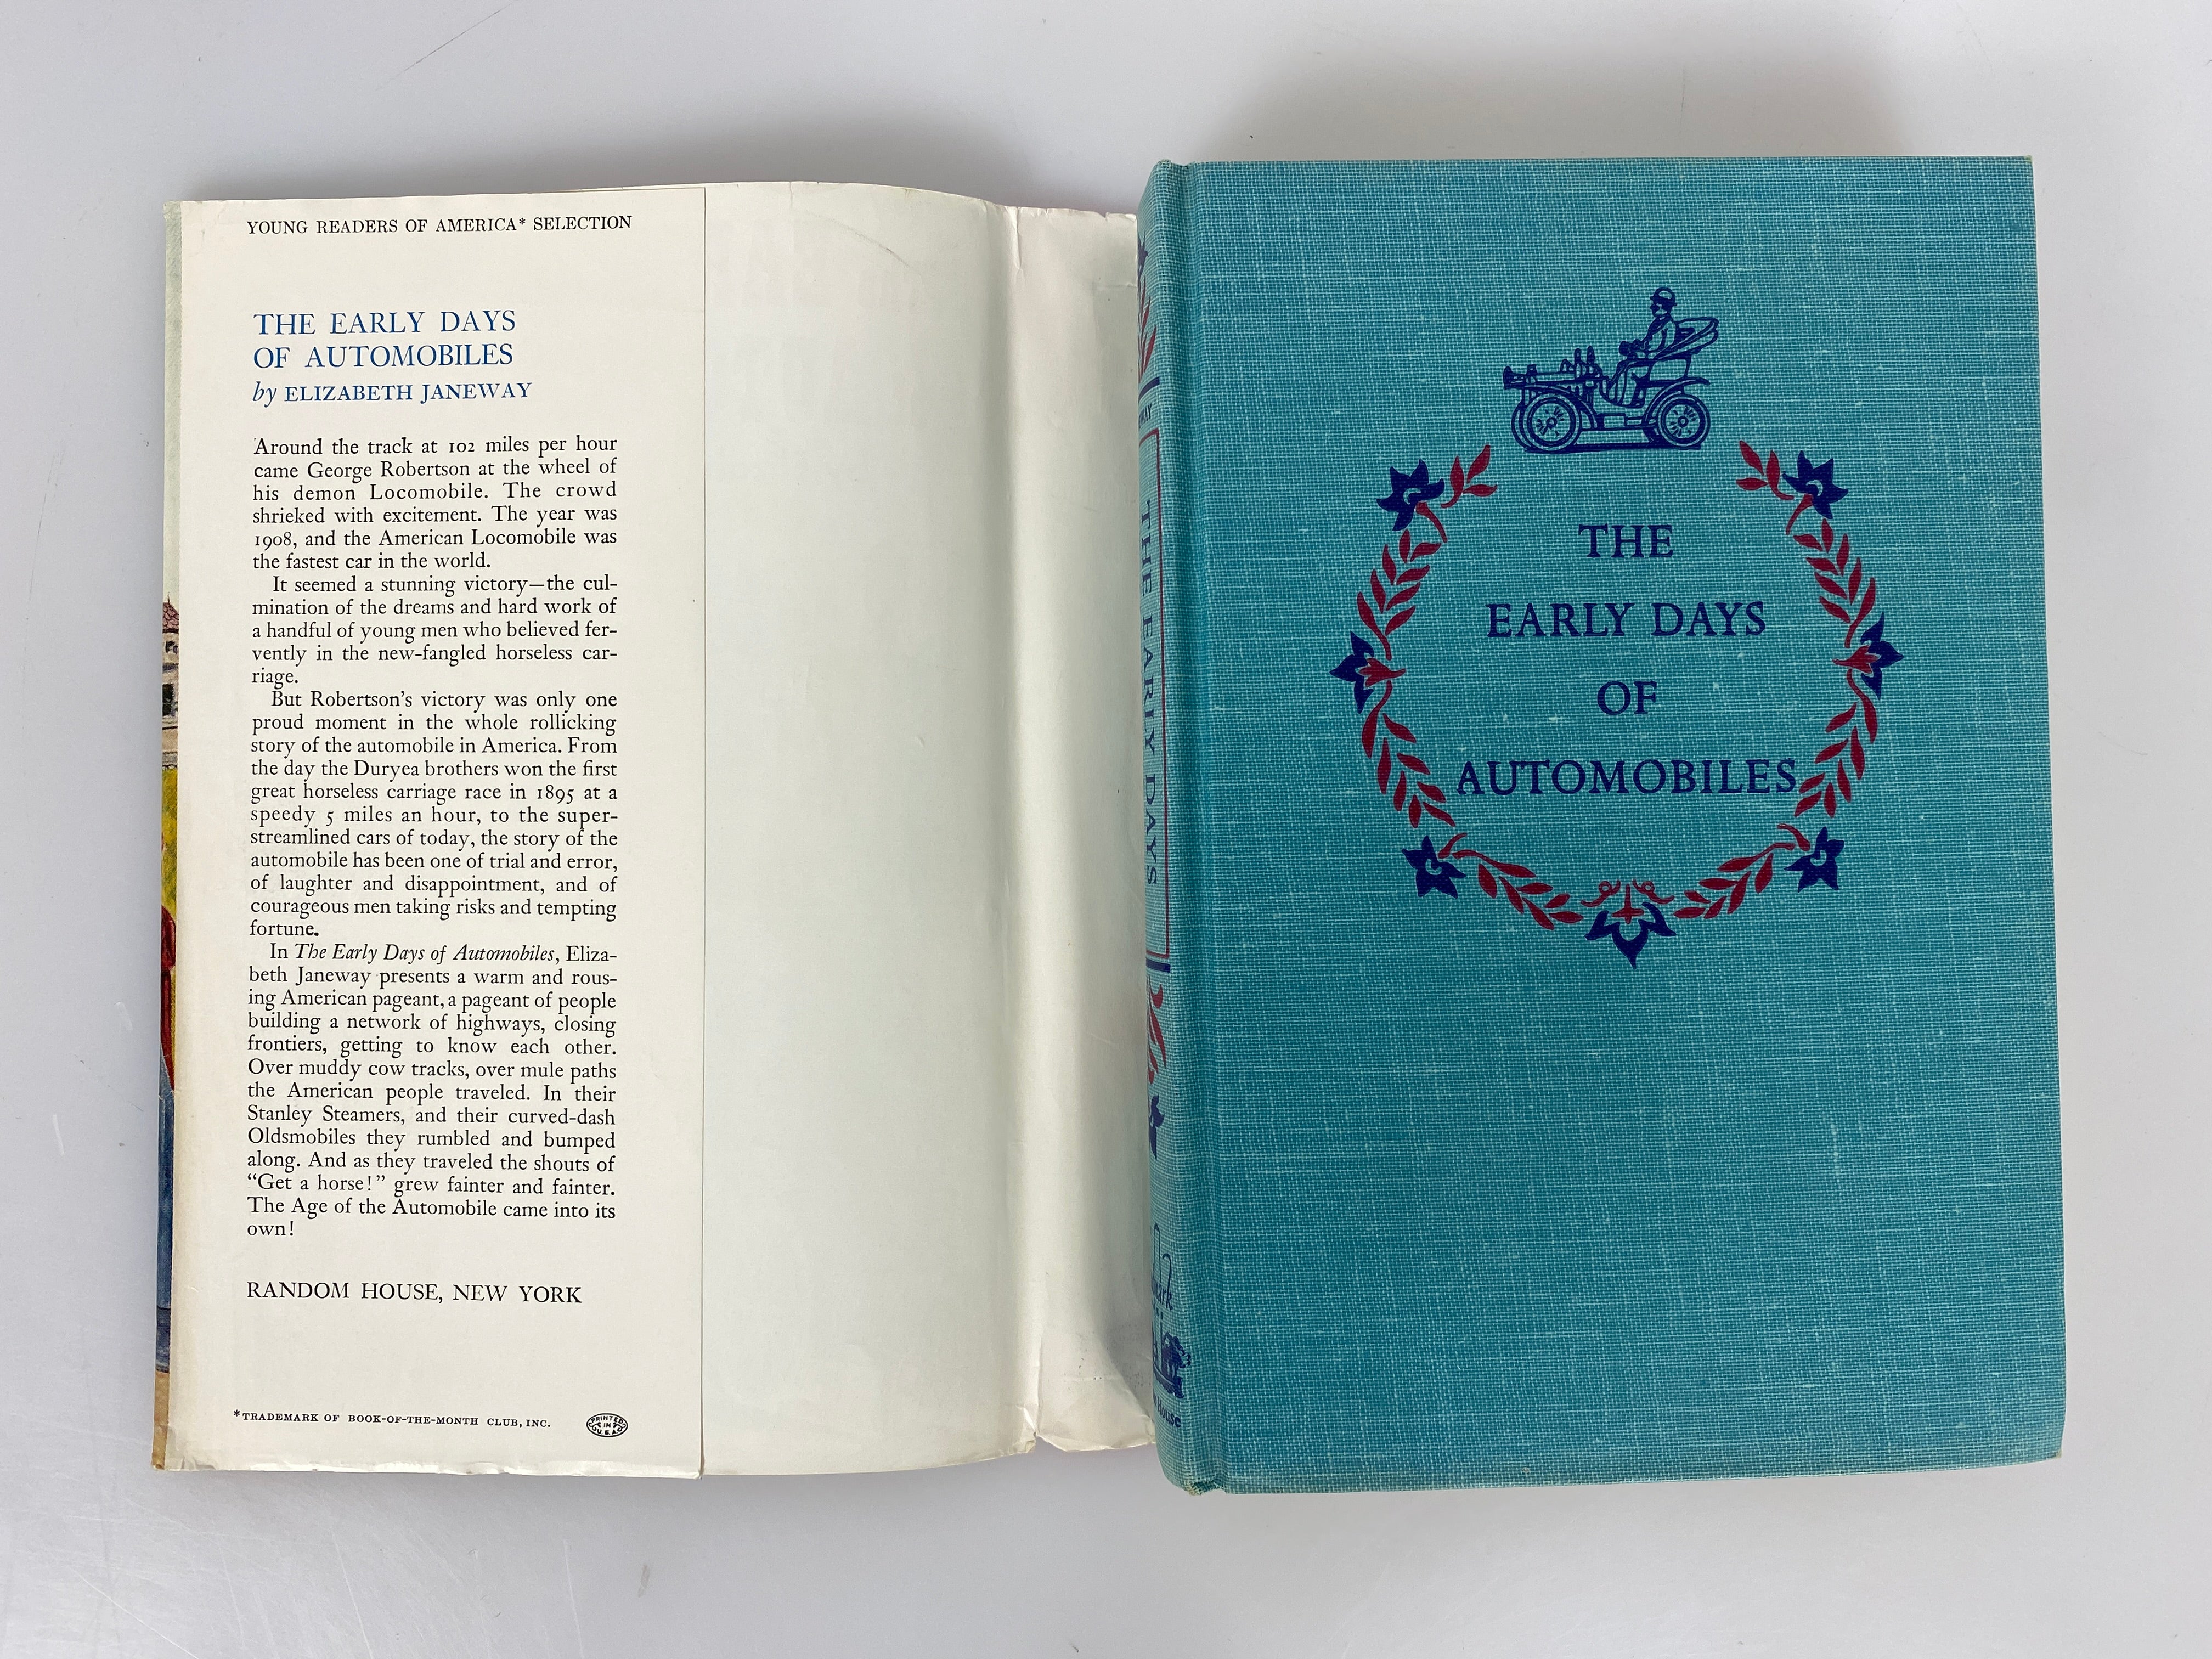 YOUNG READERS OF AMERICA* SELECTION
THE EARLY DAYS
OF AUTOMOBILES
by ELIZABETH JANEWAY
Around the track at 102 miles per hour
came George Robertson at the wheel of
his demon Locomobile. The crowd
shrieked with excitement. The year was
1908, and the American Locomobile was
the fastest car in the world.
It seemed a stunning victory—the cul-
mination of the dreams and hard work of
a handful of young men who believed fer-
vently in the new-fangled horseless car-
riage.
But Robertson's victory was only one
proud moment in the whole rollicking
story of the automobile in America. From
the day the Duryea brothers won the first
great horseless carriage race in 1895 at a
speedy 5 miles an hour, to the super-
streamlined cars of today, the story of the
automobile has been one of trial and error,
of laughter and disappointment, and of
courageous men taking risks and tempting
fortune.
In The Early Days of Automobiles, Eliza-
beth Janeway presents a warm and rous-
ing American pageant, a pageant of people
building a network of highways, closing
frontiers, getting to know each other.
Over muddy cow tracks, over mule paths
the American people traveled. In their
Stanley Steamers, and their curved-dash
Oldsmobiles they rumbled and bumped
along. And as they traveled the shouts of
"Get a horse!" grew fainter and fainter.
The Age of the Automobile came into its
own!
RANDOM HOUSE, NEW YORK
*TRADEMARK OF BOOK-OF-THE-MONTH CLUB, INC.
PRINTED
IN
U.S.A.
THE EARLY DAYS
House
THE
EARLY DAYS
OF
AUTOMOBILES